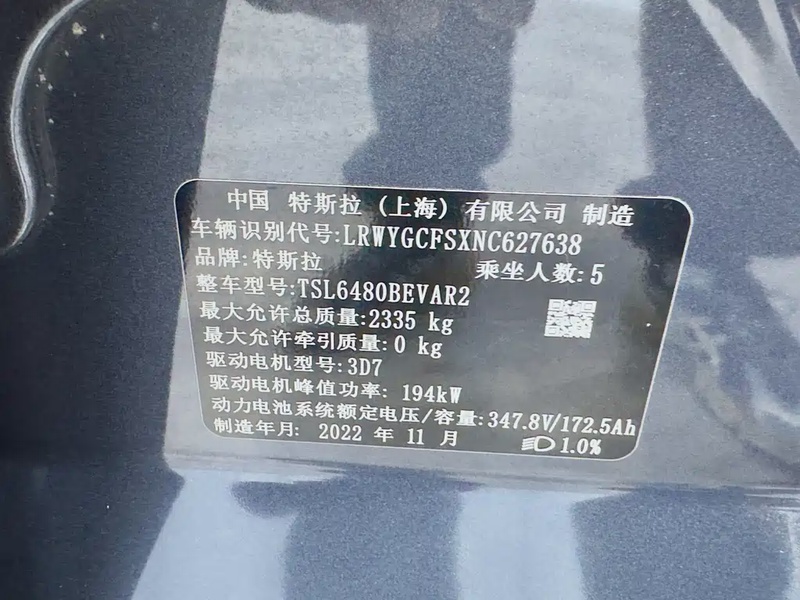 中国 特斯拉 (上海) 有限公司 制造
车辆识别代号:LRWYGCFSXNC627638
品牌:特斯拉 乘坐人数:5
整车型号:TSL6480BEVAR2
最大允许总质量:2335 kg
最大允许牵引质量:0 kg
驱动电机型号:3D7
驱动电机峰值功率: 194kW
动力电池系统额定电压/容量:347.8V/172.5Ah
制造年月: 2022 年 11 月 1.0%